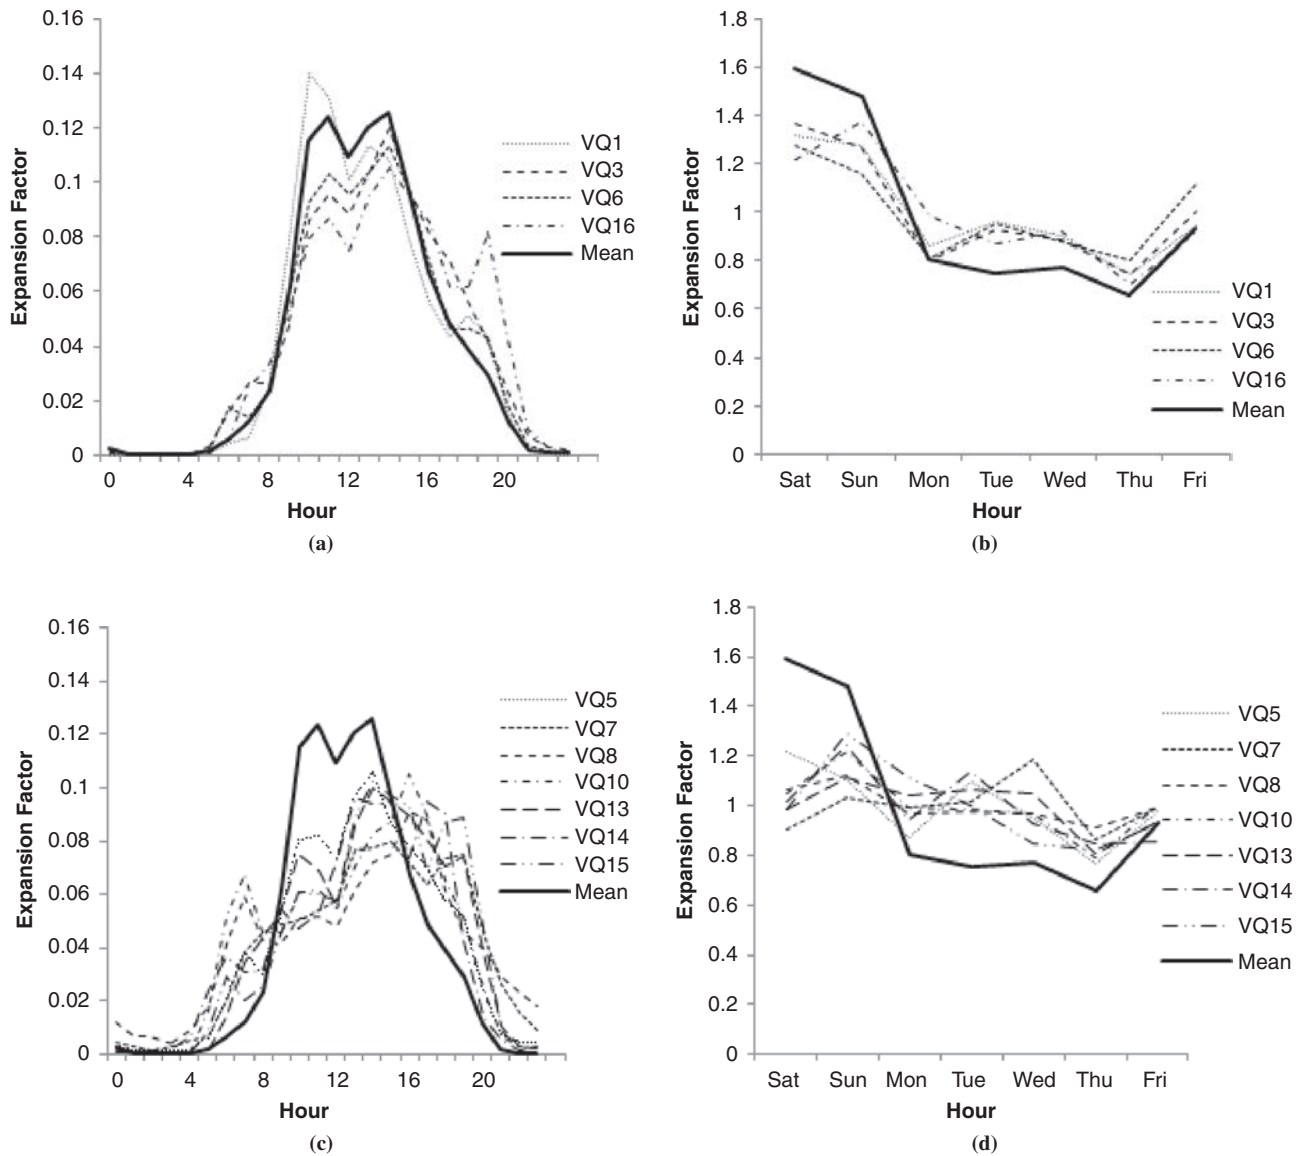 0.16
0.14
0.12
0.1
0.08
0.06
0.04
0.02
0
Expansion Factor
0 4 8 12 16 20
Hour
VQ1
VQ3
VQ6
VQ16
Mean
(a)
1.8
1.6
1.4
1.2
1
0.8
0.6
0.4
0.2
0
Expansion Factor
Sat Sun Mon Tue Wed Thu Fri
Hour
VQ1
VQ3
VQ6
VQ16
Mean
(b)
0.16
0.14
0.12
0.1
0.08
0.06
0.04
0.02
0
Expansion Factor
0 4 8 12 16 20
Hour
VQ5
VQ7
VQ8
VQ10
VQ13
VQ14
VQ15
Mean
(c)
1.8
1.6
1.4
1.2
1
0.8
0.6
0.4
0.2
0
Expansion Factor
Sat Sun Mon Tue Wed Thu Fri
Hour
VQ5
VQ7
VQ8
VQ10
VQ13
VQ14
VQ15
Mean
(d)